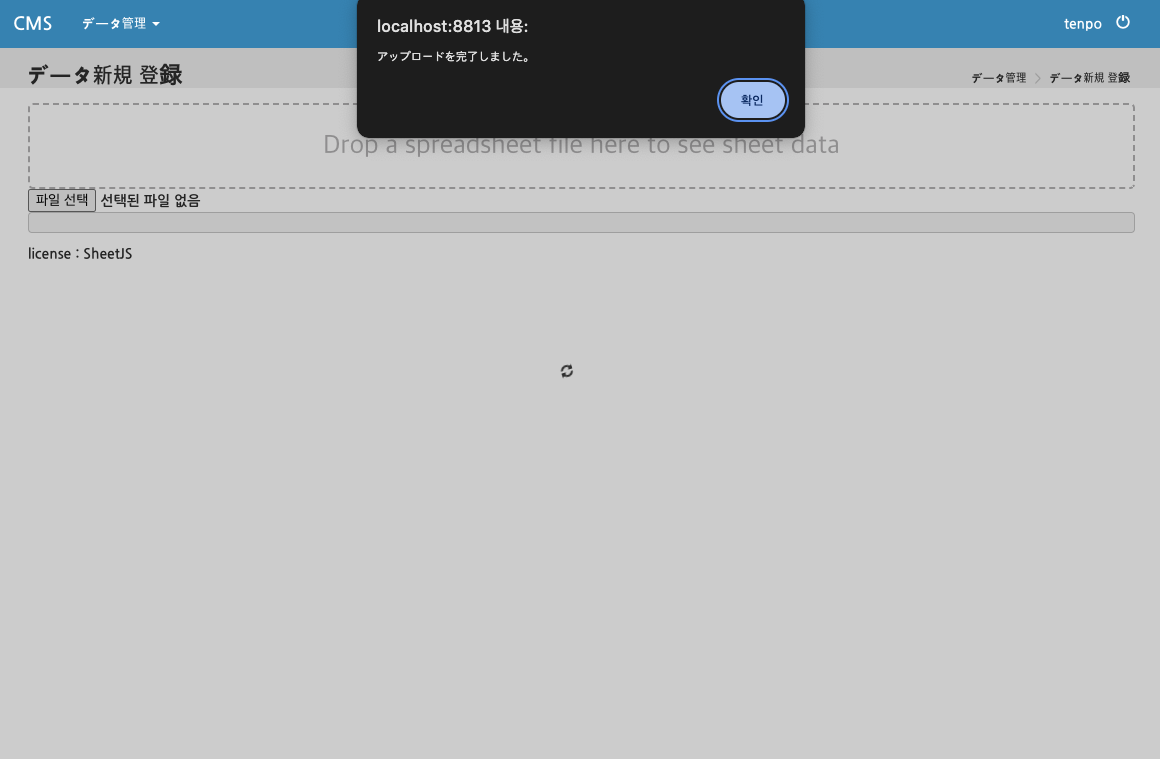 CMS
データ管理
tenpo
localhost:8813 내용:
アップロードを完了しました。
확인
データ新規 登録
データ管理 > データ新規 登録
Drop a spreadsheet file here to see sheet data
파일 선택 선택된 파일 없음
license : SheetJS